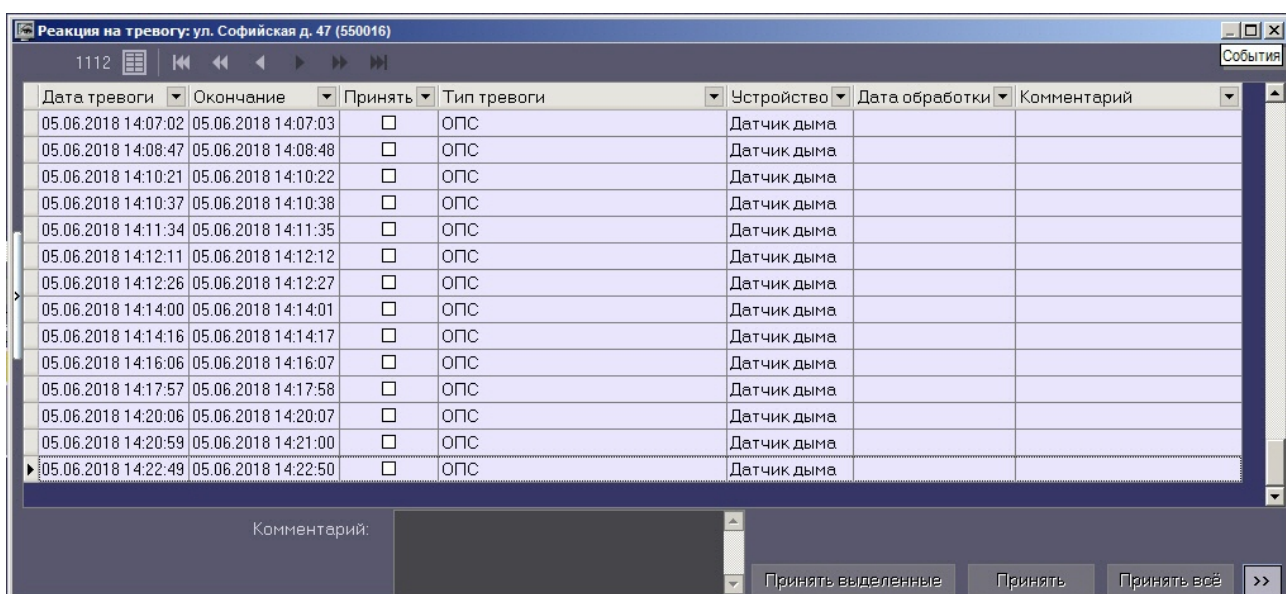 Реакция на тревогу: ул. Софийская д. 47 (550016)
1112
События
Дата тревоги Окончание Принять Тип тревоги Устройство Дата обработки Комментарий
05.06.2018 14:07:02 05.06.2018 14:07:03 ОПС Датчик дыма
05.06.2018 14:08:47 05.06.2018 14:08:48 ОПС Датчик дыма
05.06.2018 14:10:21 05.06.2018 14:10:22 ОПС Датчик дыма
05.06.2018 14:10:37 05.06.2018 14:10:38 ОПС Датчик дыма
05.06.2018 14:11:34 05.06.2018 14:11:35 ОПС Датчик дыма
05.06.2018 14:12:11 05.06.2018 14:12:12 ОПС Датчик дыма
05.06.2018 14:12:26 05.06.2018 14:12:27 ОПС Датчик дыма
05.06.2018 14:14:00 05.06.2018 14:14:01 ОПС Датчик дыма
05.06.2018 14:14:16 05.06.2018 14:14:17 ОПС Датчик дыма
05.06.2018 14:16:06 05.06.2018 14:16:07 ОПС Датчик дыма
05.06.2018 14:17:57 05.06.2018 14:17:58 ОПС Датчик дыма
05.06.2018 14:20:06 05.06.2018 14:20:07 ОПС Датчик дыма
05.06.2018 14:20:59 05.06.2018 14:21:00 ОПС Датчик дыма
05.06.2018 14:22:49 05.06.2018 14:22:50 ОПС Датчик дыма
Комментарий:
Принять выделенные Принять Принять всё >>